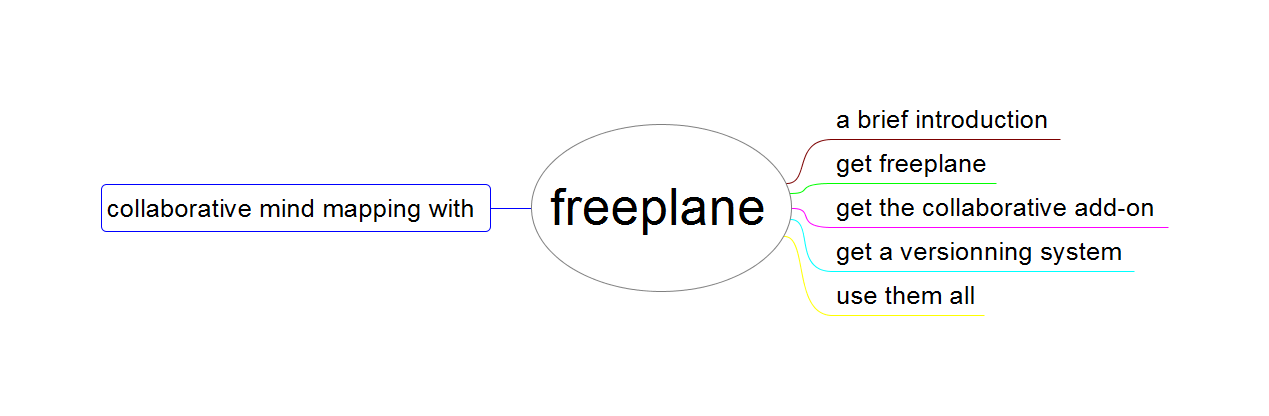 collaborative mind mapping with
freeplane
a brief introduction
get freeplane
get the collaborative add-on
get a versionning system
use them all